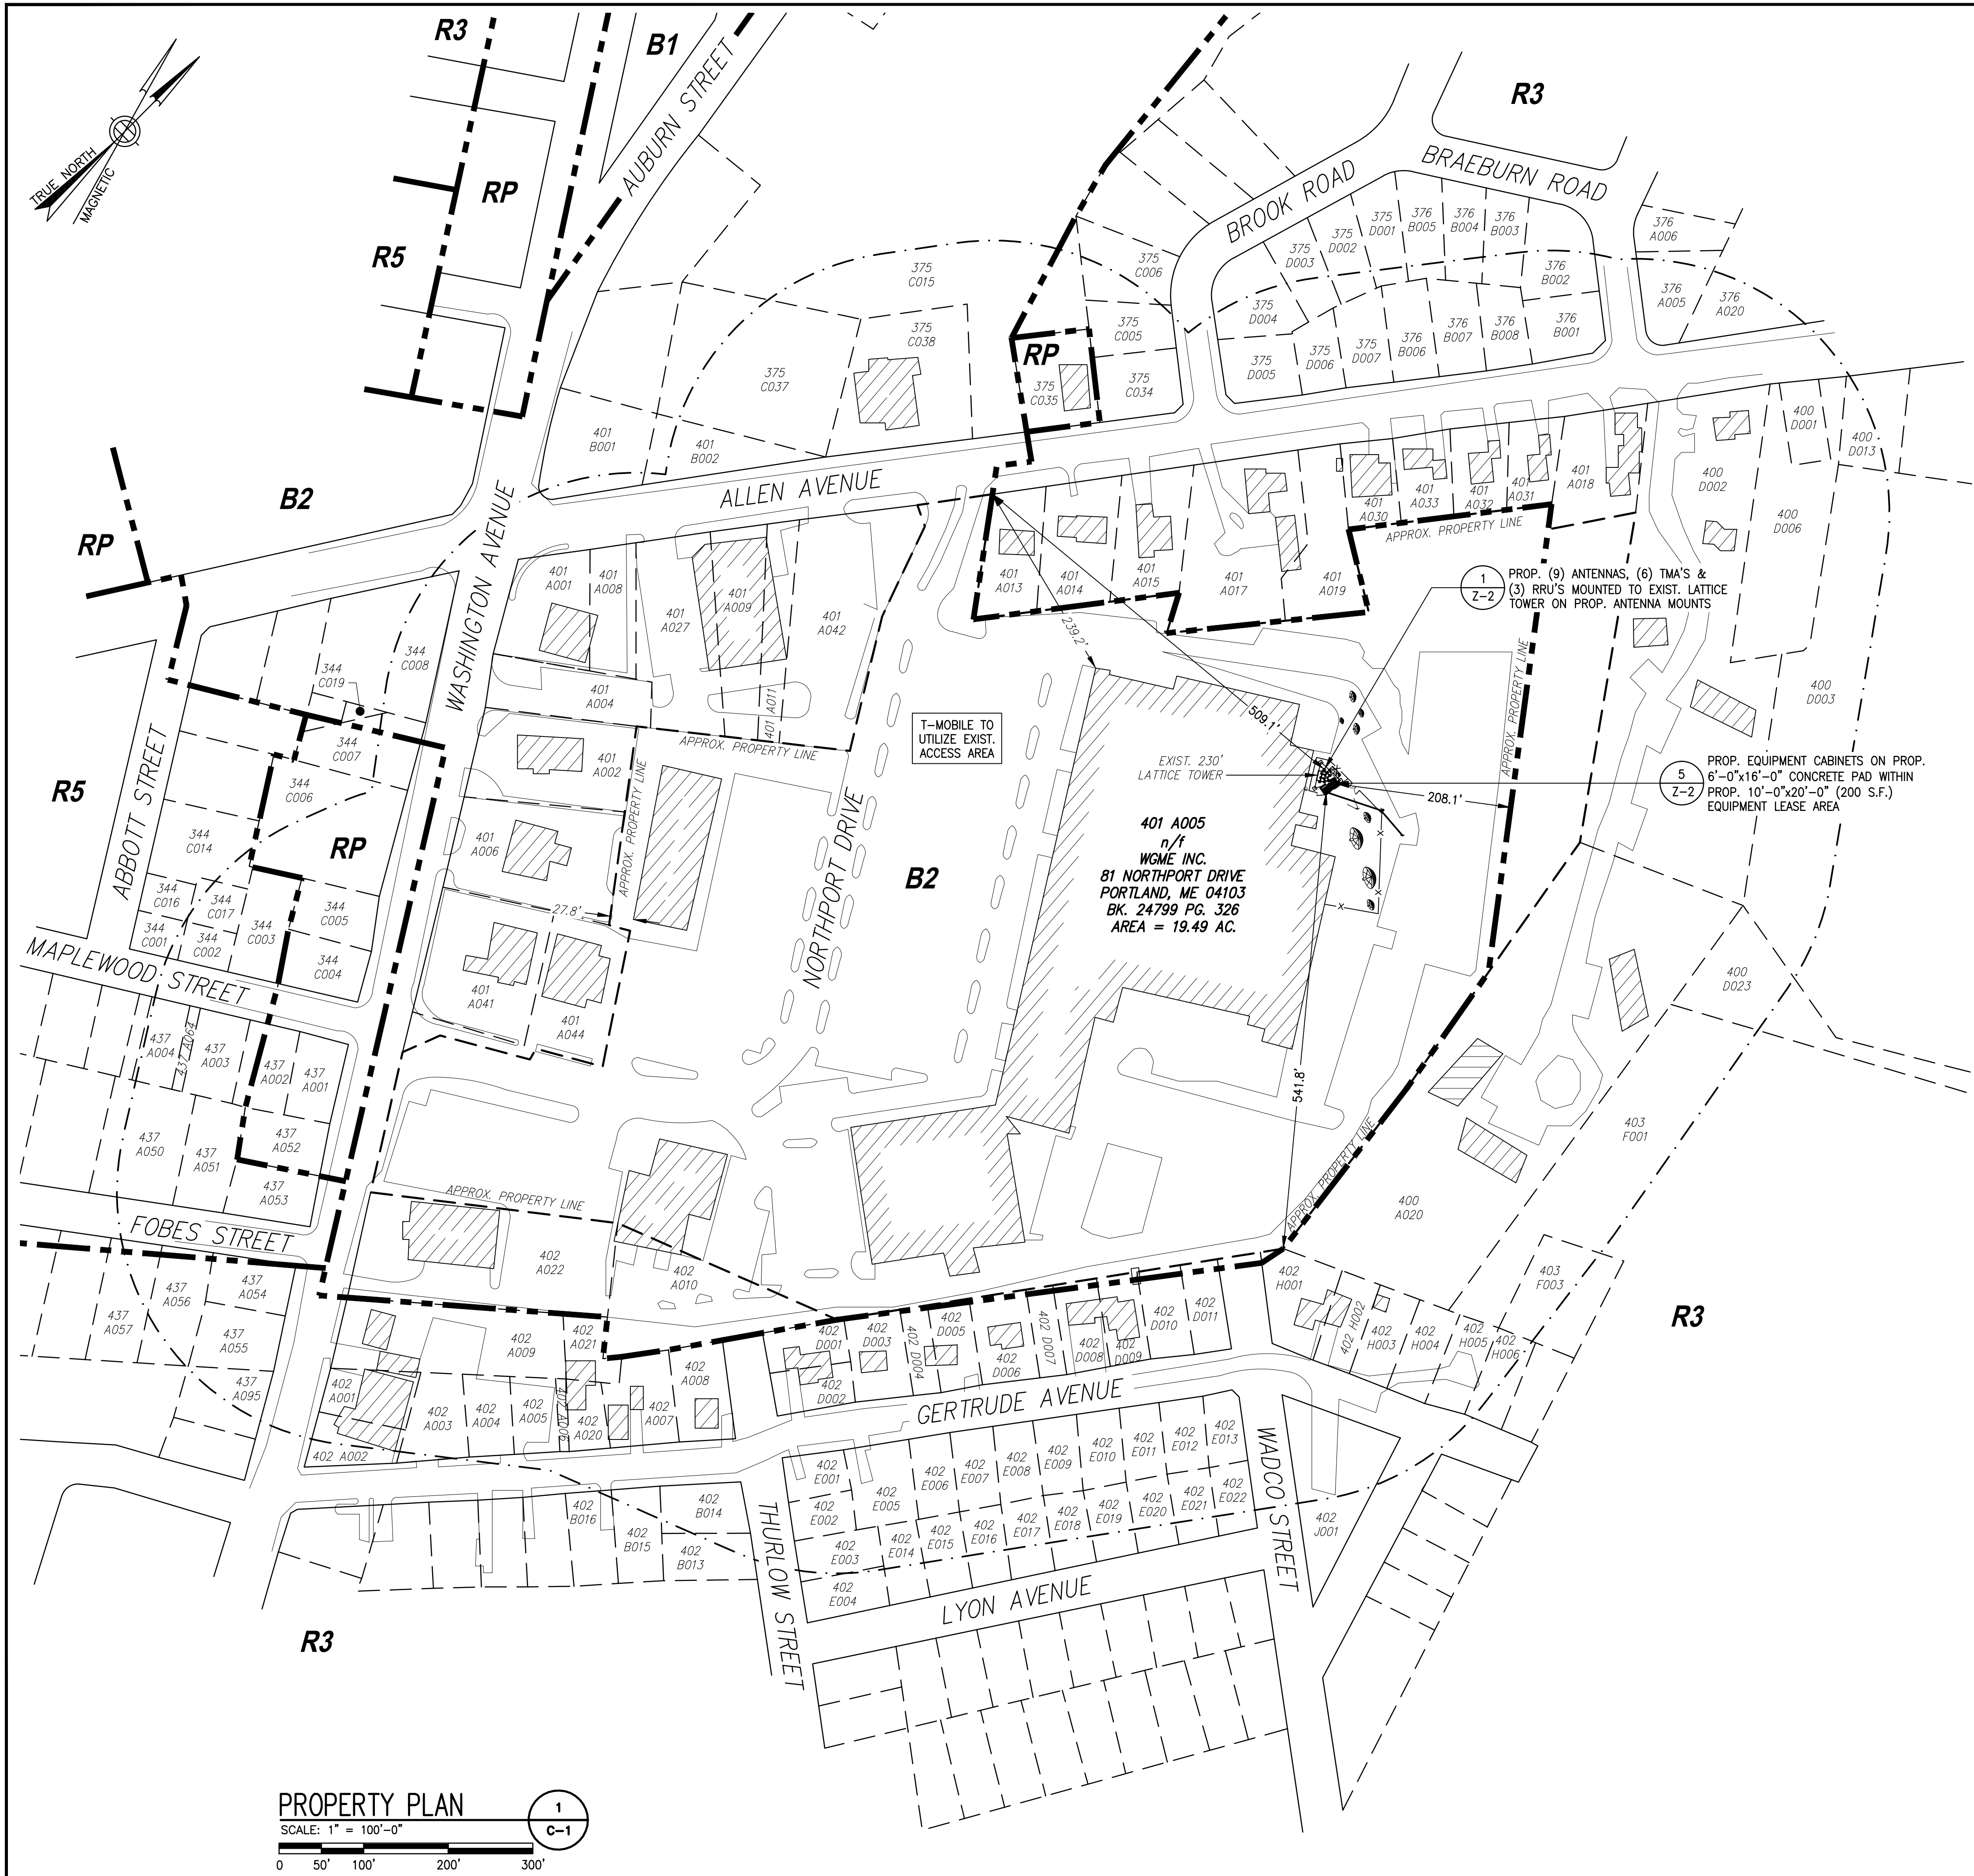 R3
B1
AUBURN STREET
R3
TRUE NORTH
MAGNETIC
RP
R5
BROOK ROAD
BRAEBURN ROAD
375
C015
375
C006
375
D003
375
D002
375
D001
376
B005
376
B004
376
B003
376
B002
376
A006
376
A005
376
A020
375
C038
375
C037
RP
375
C035
375
C005
375
C034
375
D004
375
D005
375
D006
375
D007
376
B006
376
B007
376
B008
376
B001
401
B001
401
B002
B2
RP
WASHINGTON AVENUE
ALLEN AVENUE
401
A030
401
A033
401
A032
401
A031
401
A018
400
D002
400
D001
400
D013
400
D006
400
D003
APPROX. PROPERTY LINE
401
A013
401
A014
401
A015
401
A017
401
A019
401
A001
401
A008
401
A027
401
A009
401
A042
401 A011
401
A004
401
A002
401
A006
401
A041
401
A044
APPROX. PROPERTY LINE
APPROX. PROPERTY LINE
27.8'
1
Z-2
PROP. (9) ANTENNAS, (6) TMA'S &
(3) RRU'S MOUNTED TO EXIST. LATTICE
TOWER ON PROP. ANTENNA MOUNTS
239.2'
509.1'
T-MOBILE TO
UTILIZE EXIST.
ACCESS AREA
EXIST. 230'
LATTICE TOWER
208.1'
APPROX. PROPERTY LINE
5
Z-2
PROP. EQUIPMENT CABINETS ON PROP.
6'-0"x16'-0" CONCRETE PAD WITHIN
PROP. 10'-0"x20'-0" (200 S.F.)
EQUIPMENT LEASE AREA
NORTHPORT DRIVE
B2
401 A005
n/f
WGME INC.
81 NORTHPORT DRIVE
PORTLAND, ME 04103
BK. 24799 PG. 326
AREA = 19.49 AC.
541.8'
APPROX. PROPERTY LINE
344
C008
344
C019
344
C007
344
C006
344
C014
344
C016
344
C017
344
C001
344
C002
344
C003
344
C005
344
C004
R5
RP
ABBOTT STREET
MAPLEWOOD STREET
437
A004
437 A064
437
A003
437
A002
437
A001
437
A050
437
A051
437
A052
437
A053
FOBES STREET
437
A054
437
A056
437
A057
437
A055
437
A095
400
D023
403
F001
400
A020
403
F003
R3
APPROX. PROPERTY LINE
402
A022
402
A010
402
A009
402
A021
402
A008
402
A001
402
A003
402
A004
402
A005
402 A006
402
A020
402
A007
402 A002
402
D001
402
D002
402
D003
402 D004
402
D005
402
D006
402 D007
402
D008
402
D009
402
D010
402
D011
402
H001
402 H002
402
H003
402
H004
402
H005
402
H006
GERTRUDE AVENUE
WADCO STREET
402
J001
402
B016
402
B015
402
B014
402
B013
THURLOW STREET
402
E001
402
E002
402
E003
402
E004
402
E005
402
E006
402
E007
402
E008
402
E009
402
E010
402
E011
402
E012
402
E013
402
E014
402
E015
402
E016
402
E017
402
E018
402
E019
402
E020
402
E021
402
E022
LYON AVENUE
R3
PROPERTY PLAN
SCALE: 1" = 100'-0"
1
C-1
0 50' 100' 200' 300'